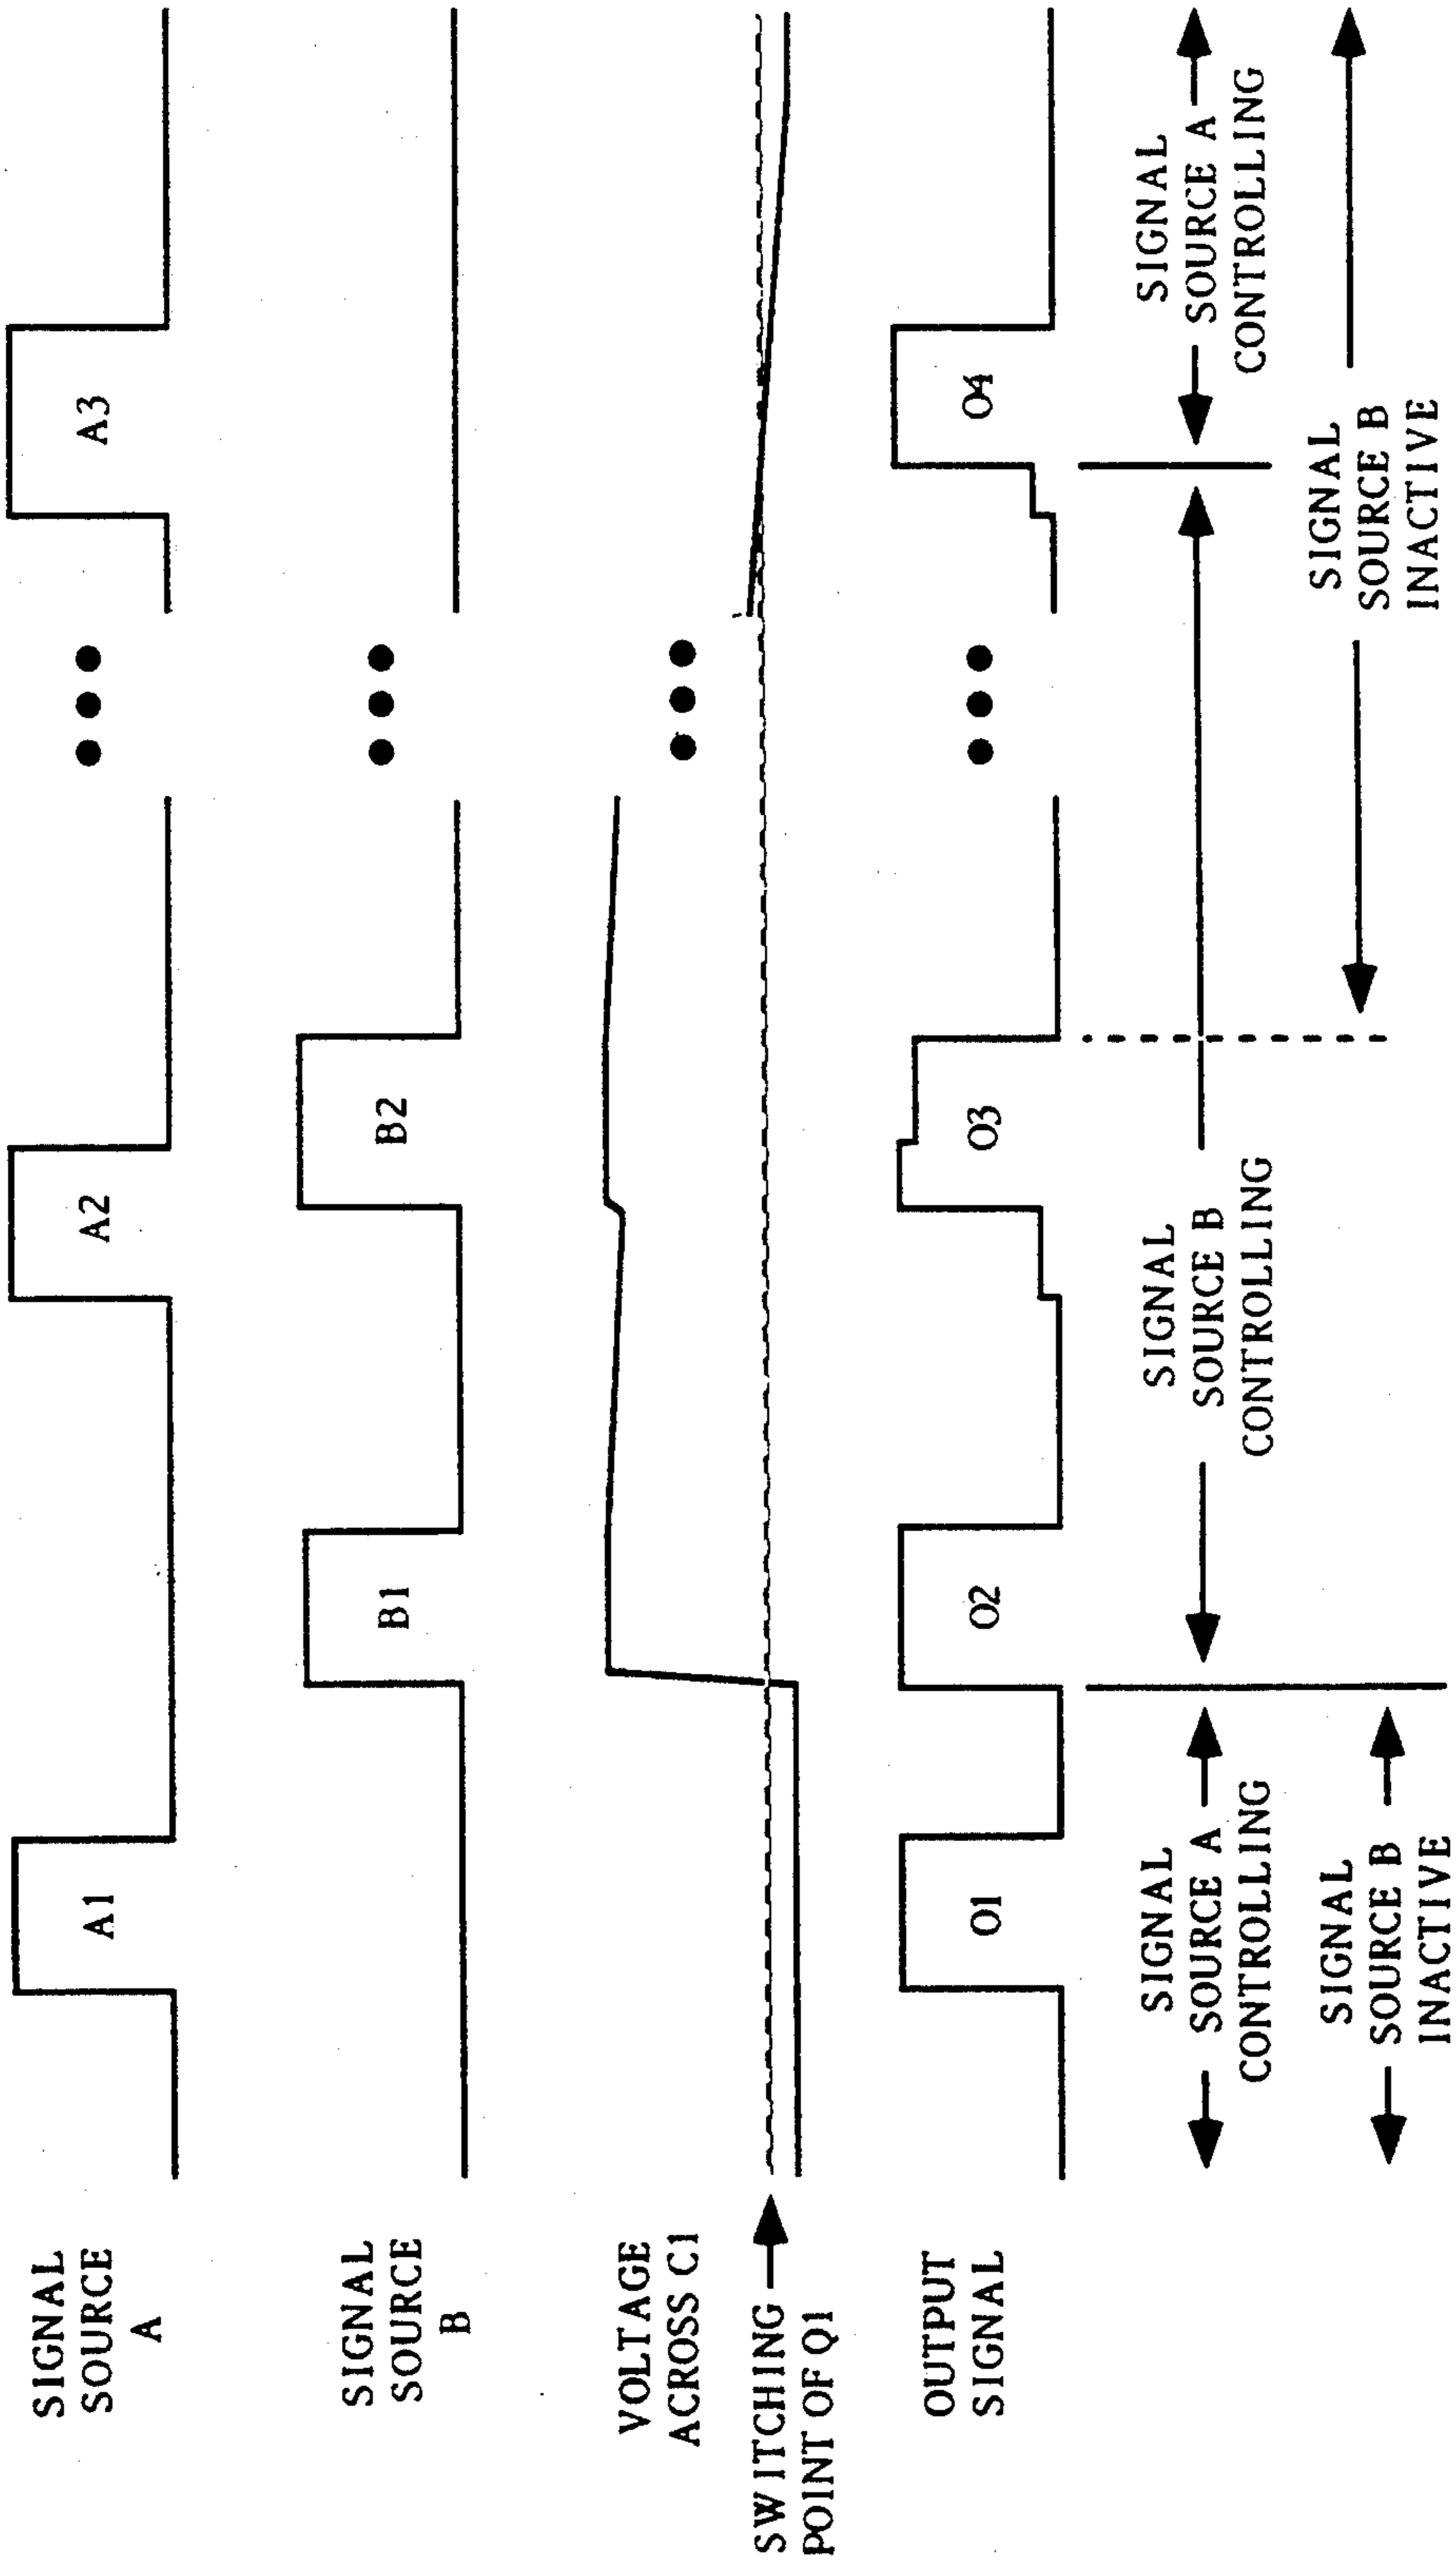 SIGNAL
SOURCE
A
A1
A2
A3
SIGNAL
SOURCE
B
B1
B2
VOLTAGE
ACROSS C1
SWITCHING
POINT OF Q1
OUTPUT
SIGNAL
O1
O2
O3
O4
SIGNAL
SOURCE A
CONTROLLING
SIGNAL
SOURCE B
CONTROLLING
SIGNAL
SOURCE A
CONTROLLING
SIGNAL
SOURCE B
INACTIVE
SIGNAL
SOURCE B
INACTIVE